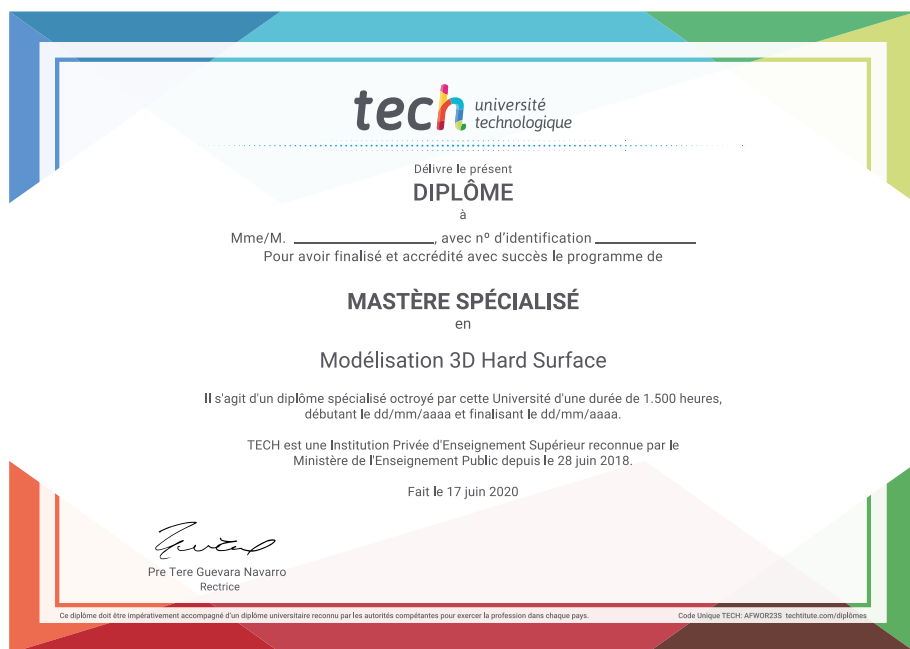 tech université
technologique
Délivre le présent
DIPLÔME
à
Mme/M. ____________, avec nº d'identification ____________
Pour avoir finalisé et accrédité avec succès le programme de
MASTÈRE SPÉCIALISÉ
en
Modélisation 3D Hard Surface
Il s'agit d'un diplôme spécialisé octroyé par cette Université d'une durée de 1.500 heures,
débutant le dd/mm/aaaa et finalisant le dd/mm/aaaa.
TECH est une Institution Privée d'Enseignement Supérieur reconnue par le
Ministère de l'Enseignement Public depuis le 28 juin 2018.
Fait le 17 juin 2020
Pre Tere Guevara Navarro
Rectrice
Ce diplôme doit être impérativement accompagné d'un diplôme universitaire reconnu par les autorités compétantes pour exercer la profession dans chaque pays.
Code Unique TECH: AFWOR23S techtitute.com/diplômes